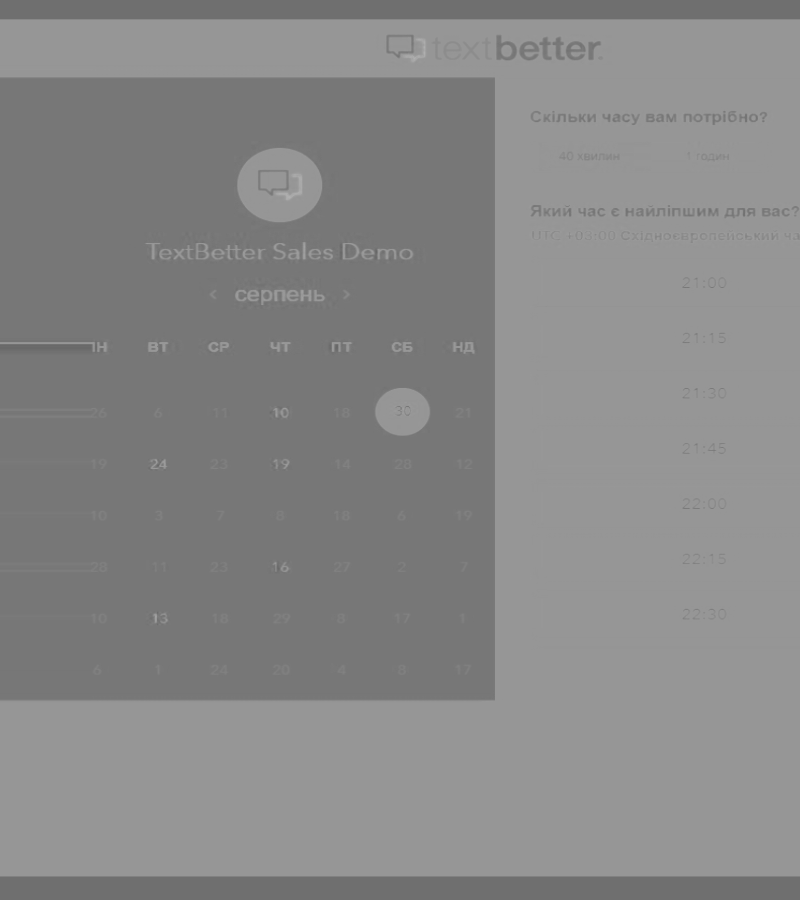 textbetter.
TextBetter Sales Demo
‹ серпень ›
ІН ВТ СР ЧТ ПТ СБ НД
26 6 11 10 18 30 21
19 24 23 19 14 28 12
10 3 7 8 18 6 19
28 11 23 16 27 2 7
10 13 18 29 5 17 1
6 1 24 20 4 8 17
Скільки часу вам потрібно?
40 хвилин 1 годин
Який час є найліпшим для вас?
UTC +03:00 Східноєвропейський ча
21:00
21:15
21:30
21:45
22:00
22:15
22:30